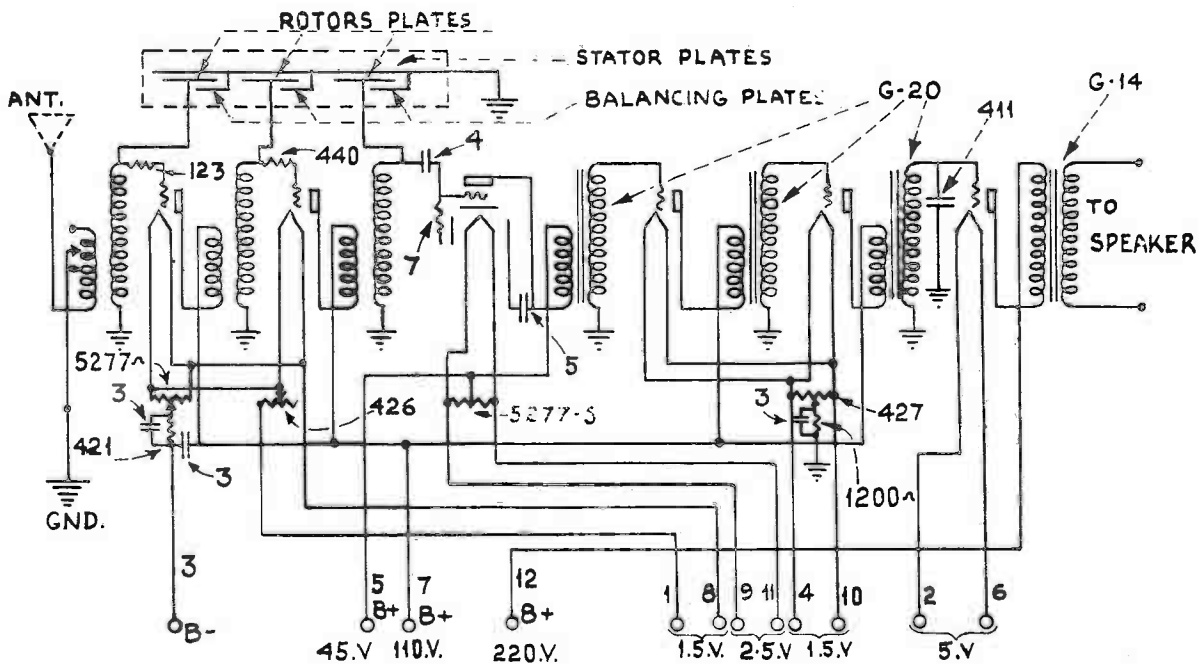 ROTORS PLATES
STATOR PLATES
BALANCING PLATES
ANT.
G-20
G-14
411
4
440
123
7
TO
SPEAKER
5
5277~
3
426
5277-S
3
427
421
3
1200~
GND.
3
5
7
12
1
8
9
11
4
10
2
6
B-
B+
B+
B+
45.V
110.V.
220.V.
1.5.V.
2.5.V
1.5.V
5.V